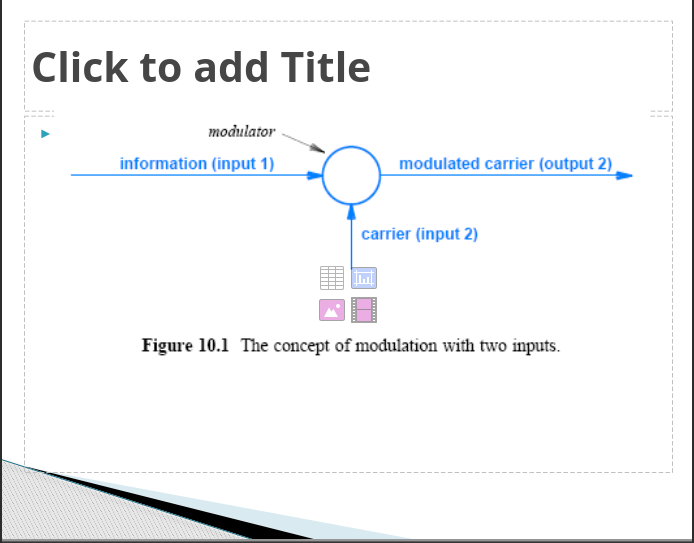 Click to add Title
modulator
information (input 1)
modulated carrier (output 2)
carrier (input 2)
Figure 10.1 The concept of modulation with two inputs.